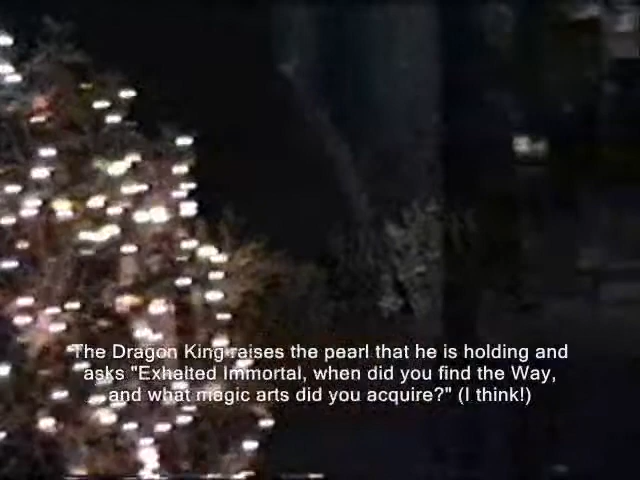 "The Dragon King raises the pearl that he is holding and
asks "Exhalted Immortal, when did you find the Way,
and what magic arts did you acquire?" (I think!)